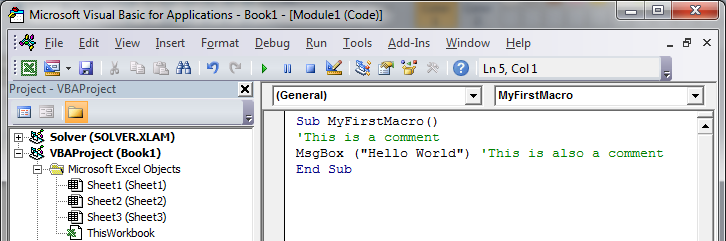 Microsoft Visual Basic for Applications - Book1 - [Module1 (Code)]
File Edit View Insert Format Debug Run Tools Add-Ins Window Help
Ln 5, Col 1
Project - VBAProject
(General) MyFirstMacro
Solver (SOLVER.XLAM)
VBAProject (Book1)
Microsoft Excel Objects
Sheet1 (Sheet1)
Sheet2 (Sheet2)
Sheet3 (Sheet3)
ThisWorkbook
Sub MyFirstMacro()
'This is a comment
MsgBox ("Hello World") 'This is also a comment
End Sub